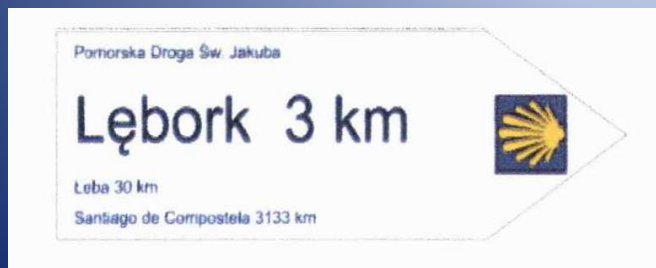 Pomorska Droga Św. Jakuba
Lębork 3 km
Łeba 30 km
Santiago de Compostela 3133 km